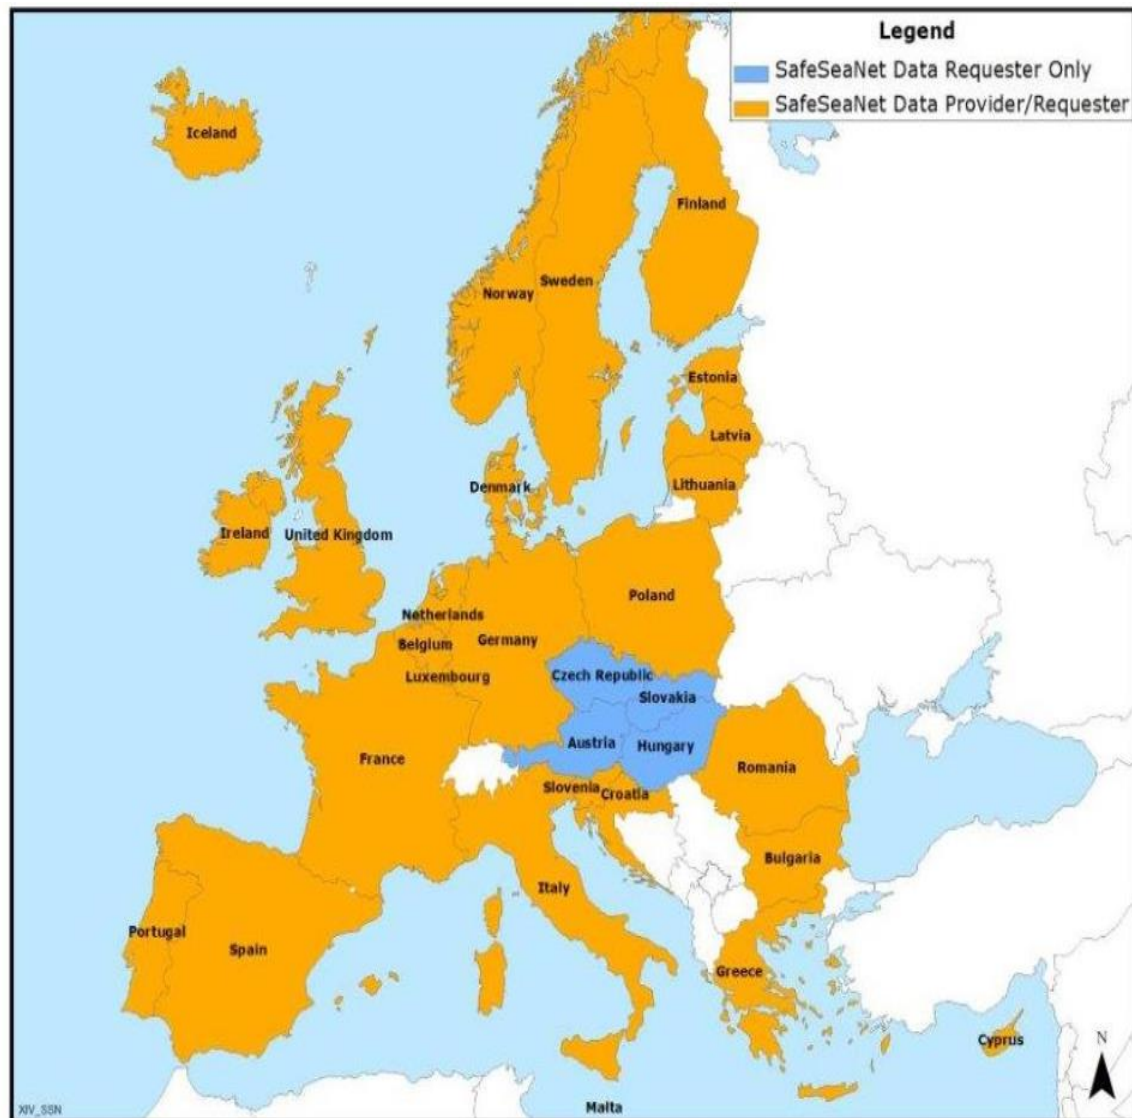 Legend
SafeSeaNet Data Requester Only
SafeSeaNet Data Provider/Requester
Iceland
Finland
Sweden
Norway
Estonia
Latvia
Lithuania
Denmark
Ireland
United Kingdom
Poland
Netherlands
Germany
Belgium
Luxembourg
Czech Republic
Slovakia
Austria
Hungary
France
Romania
Slovenia
Croatia
Bulgaria
Italy
Portugal
Spain
Greece
Cyprus
N
Malta
XIV_SSN